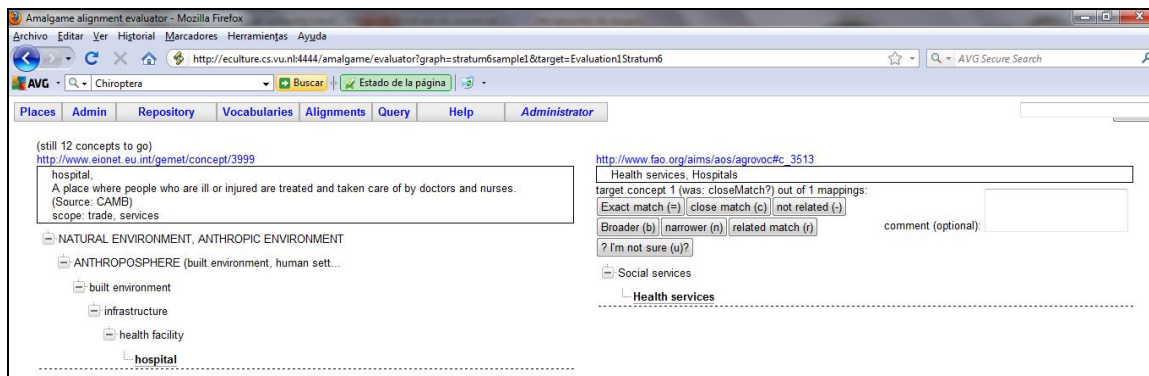 Amalgame alignment evaluator - Mozilla Firefox
Archivo Editar Ver Historial Marcadores Herramientas Ayuda
http://eculture.cs.vu.nl:4444/amalgame/evaluator?graph=stratum6sample1&target=Evaluation1Stratum6
AVG Secure Search
AVG Chiroptera Buscar Estado de la página
Places Admin Repository Vocabularies Alignments Query Help Administrator
(still 12 concepts to go)
http://www.eionet.eu.int/gemet/concept/3999
hospital,
A place where people who are ill or injured are treated and taken care of by doctors and nurses.
(Source: CAMB)
scope: trade, services
NATURAL ENVIRONMENT, ANTHROPIC ENVIRONMENT
ANTHROPOSPHERE (built environment, human sett...
built environment
infrastructure
health facility
hospital
http://www.fao.org/aims/aos/agrovoc#c_3513
Health services, Hospitals
target concept 1 (was: closeMatch?) out of 1 mappings:
Exact match (=) close match (c) not related (-)
Broader (b) narrower (n) related match (r)
comment (optional):
? I'm not sure (u)?
Social services
Health services